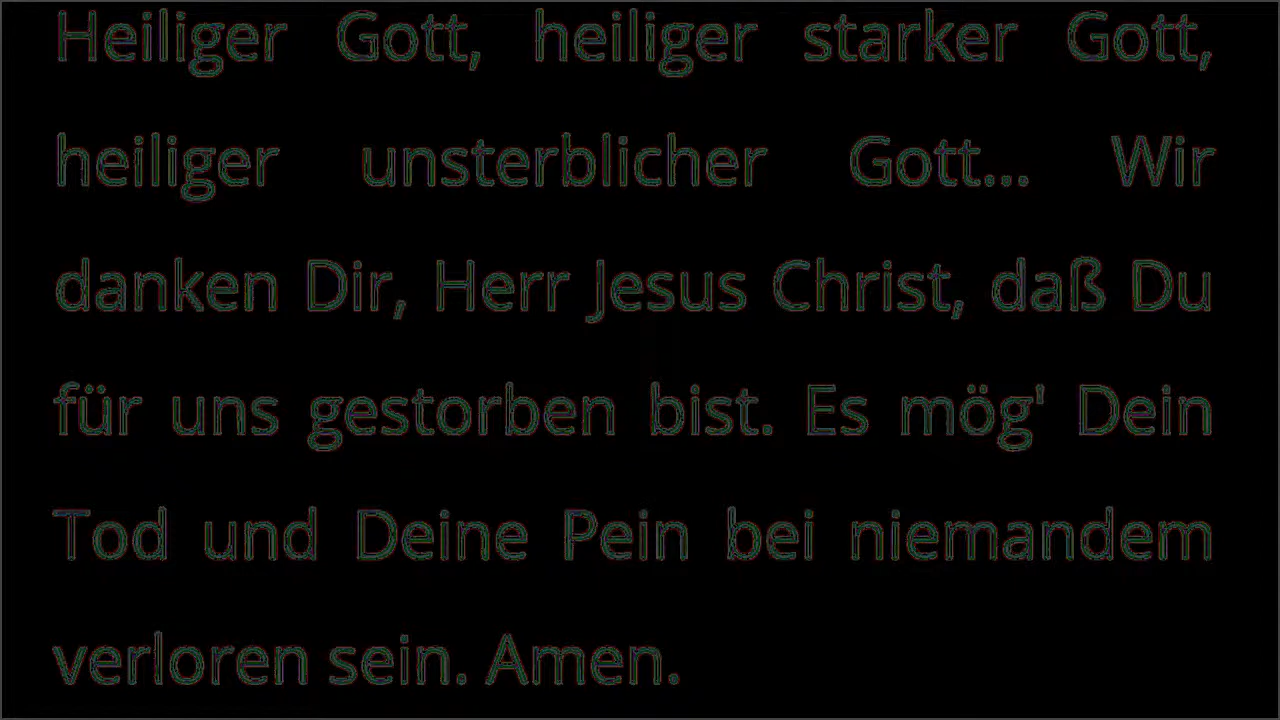 Heiliger Gott, heiliger starker Gott,
heiliger unsterblicher Gott... Wir
danken Dir, Herr Jesus Christ, daß Du
für uns gestorben bist. Es mög' Dein
Tod und Deine Pein bei niemandem
verloren sein. Amen.